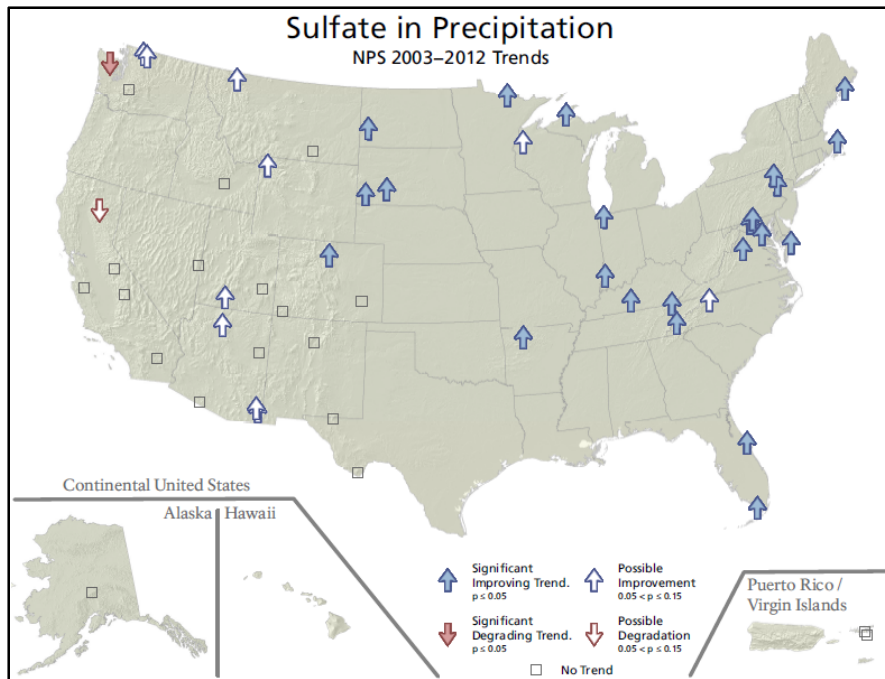 Sulfate in Precipitation
NPS 2003–2012 Trends
Continental United States
Alaska
Hawaii
Significant
Improving Trend.
p ≤ 0.05
Possible
Improvement
0.05 < p ≤ 0.15
Significant
Degrading Trend.
p ≤ 0.05
Possible
Degradation
0.05 < p ≤ 0.15
No Trend
Puerto Rico /
Virgin Islands